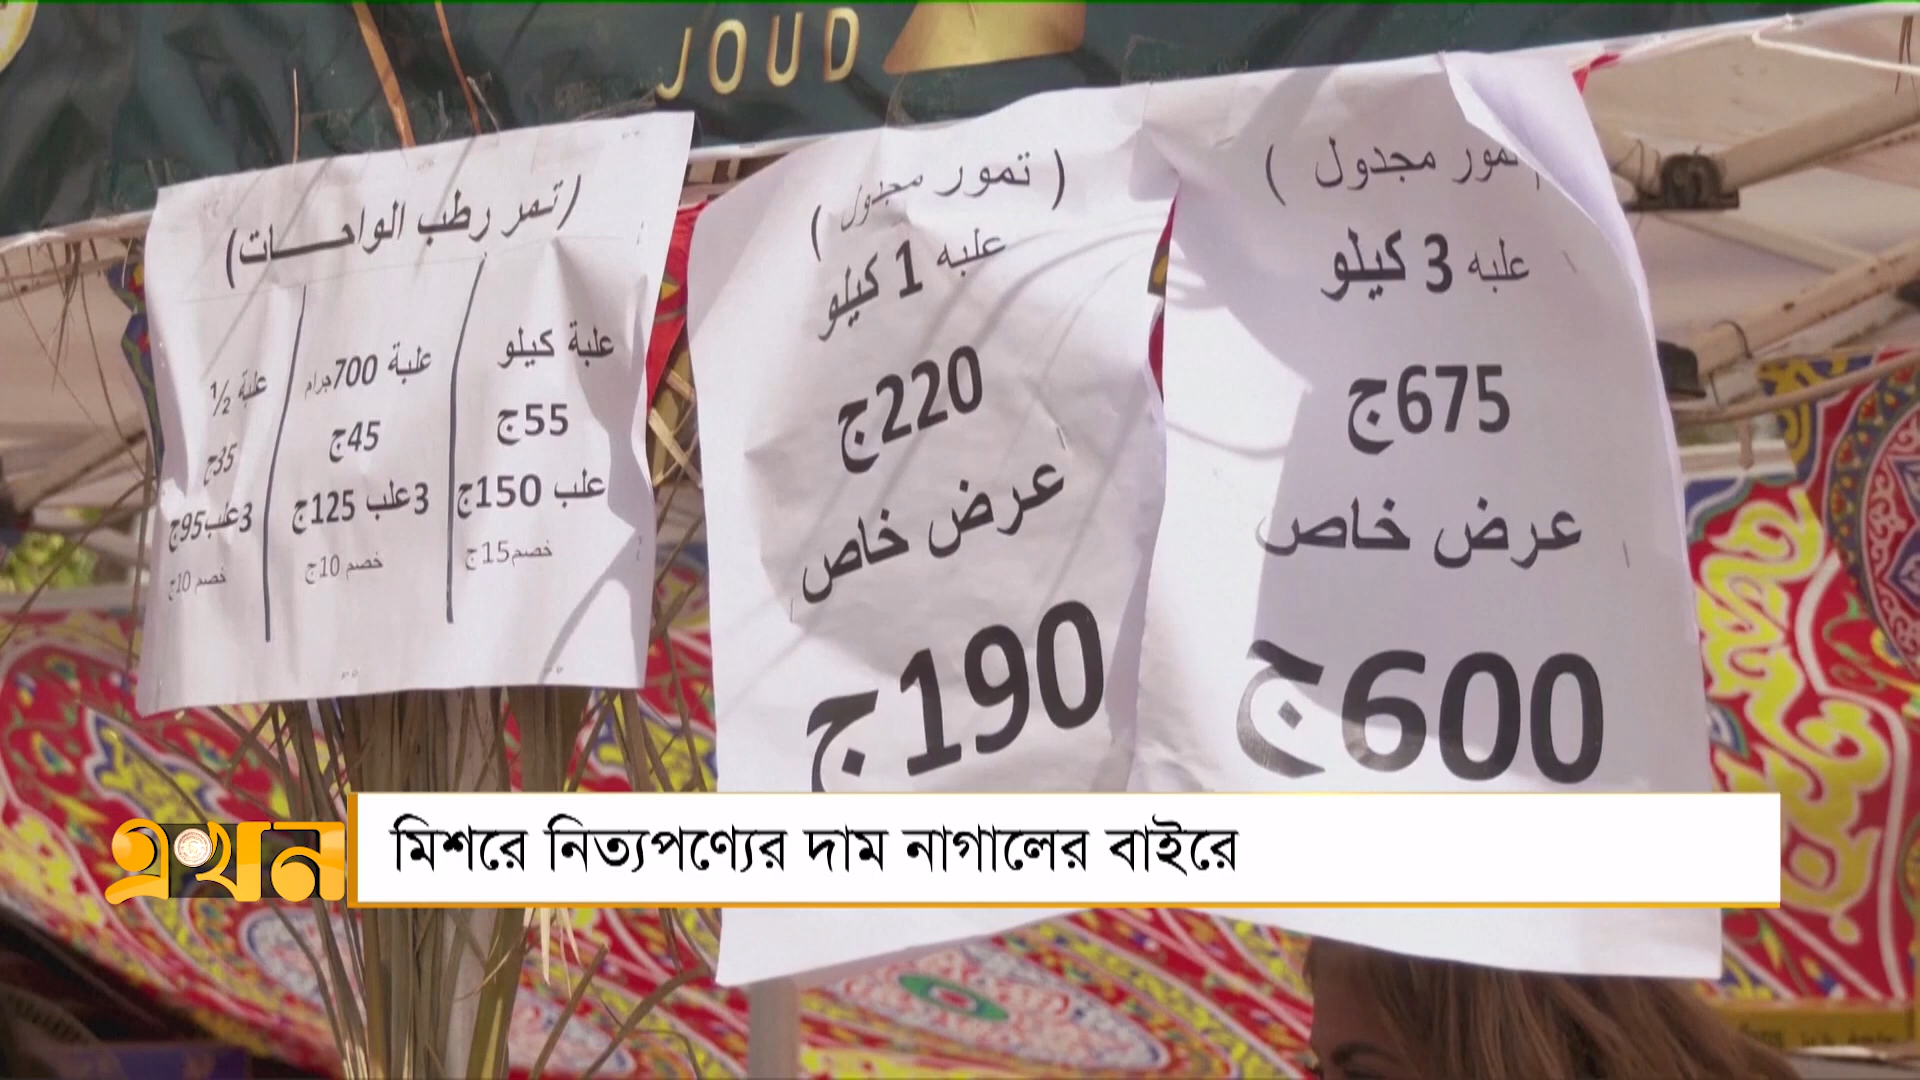 JOUD
(تمر رطب الواحات)
علبة كيلو
55ج
علب 150ج
خصم15ج
علبة 700جرام
45ج
3علب 125ج
خصم 10ج
علبة ½
35ج
3علب95ج
خصم 10ج
( تمور مجدول )
علبه 1 كيلو
220ج
عرض خاص
190ج
تمور مجدول )
علبه 3 كيلو
675ج
عرض خاص
600ج
এখন
মিশরে নিত্যপণ্যের দাম নাগালের বাইরে